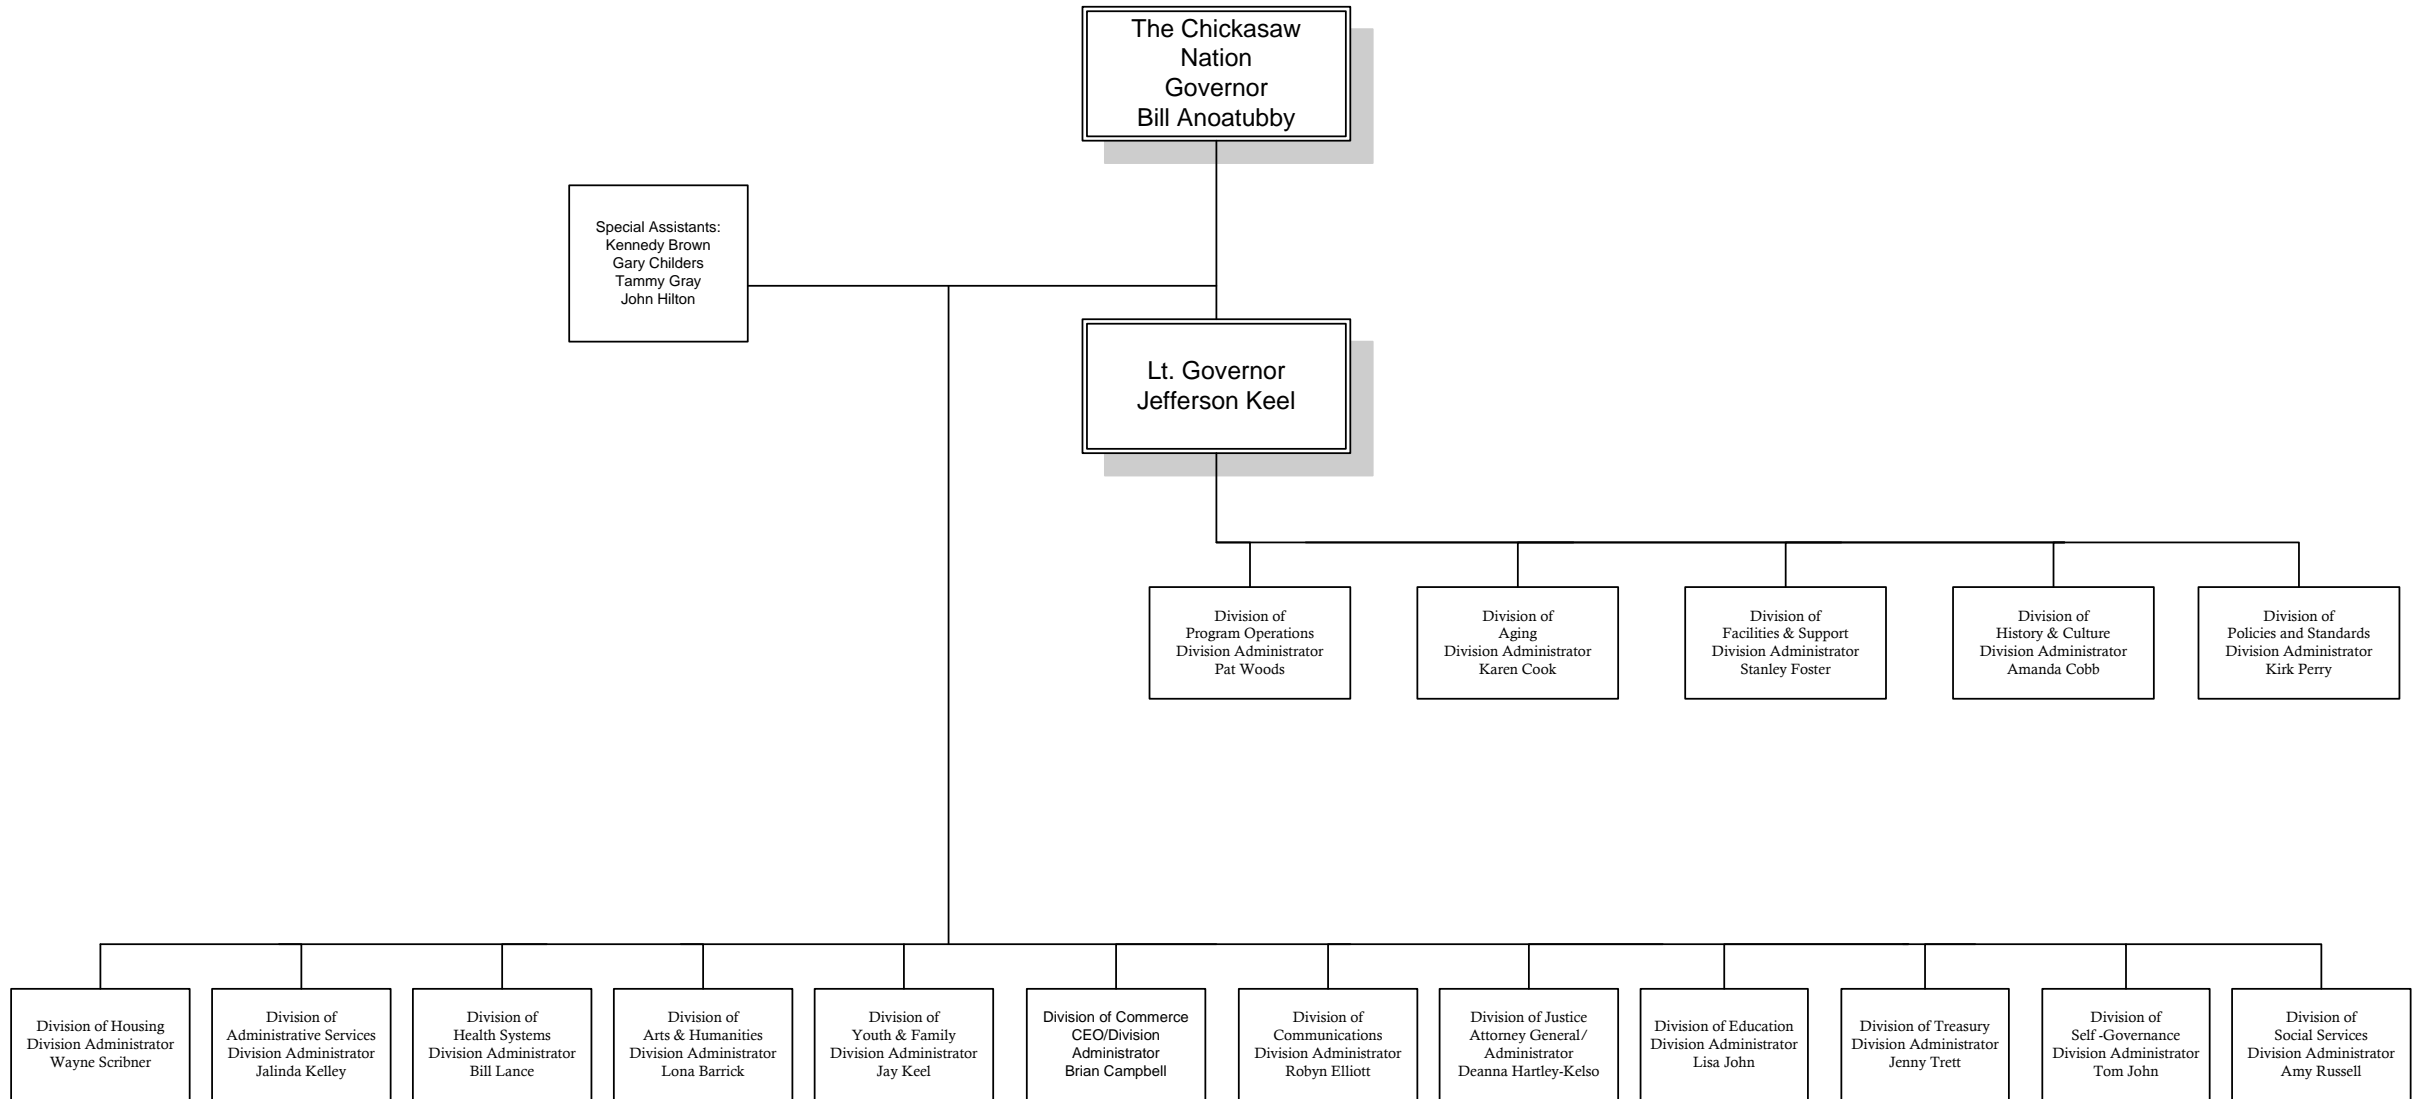 The Chickasaw
Nation
Governor
Bill Anoatubby
Special Assistants:
Kennedy Brown
Gary Childers
Tammy Gray
John Hilton
Lt. Governor
Jefferson Keel
Division of
Program Operations
Division Administrator
Pat Woods
Division of
Aging
Division Administrator
Karen Cook
Division of
Facilities & Support
Division Administrator
Stanley Foster
Division of
History & Culture
Division Administrator
Amanda Cobb
Division of
Policies and Standards
Division Administrator
Kirk Perry
Division of Housing
Division Administrator
Wayne Scribner
Division of
Administrative Services
Division Administrator
Jalinda Kelley
Division of
Health Systems
Division Administrator
Bill Lance
Division of
Arts & Humanities
Division Administrator
Lona Barrick
Division of
Youth & Family
Division Administrator
Jay Keel
Division of Commerce
CEO/Division
Administrator
Brian Campbell
Division of
Communications
Division Administrator
Robyn Elliott
Division of Justice
Attorney General/
Administrator
Deanna Hartley-Kelso
Division of Education
Division Administrator
Lisa John
Division of Treasury
Division Administrator
Jenny Trett
Division of
Self -Governance
Division Administrator
Tom John
Division of
Social Services
Division Administrator
Amy Russell